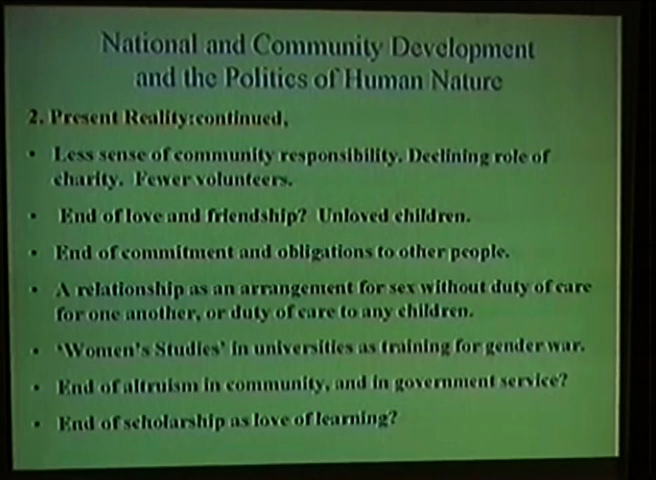 National and Community Development
and the Politics of Human Nature
2. Present Reality:continued,
• Less sense of community responsibility. Declining role of
charity. Fewer volunteers.
• End of love and friendship? Unloved children.
• End of commitment and obligations to other people.
• A relationship as an arrangement for sex without duty of care
for one another, or duty of care to any children.
• 'Women's Studies' in universities as training for gender war.
• End of altruism in community, and in government service?
• End of scholarship as love of learning?